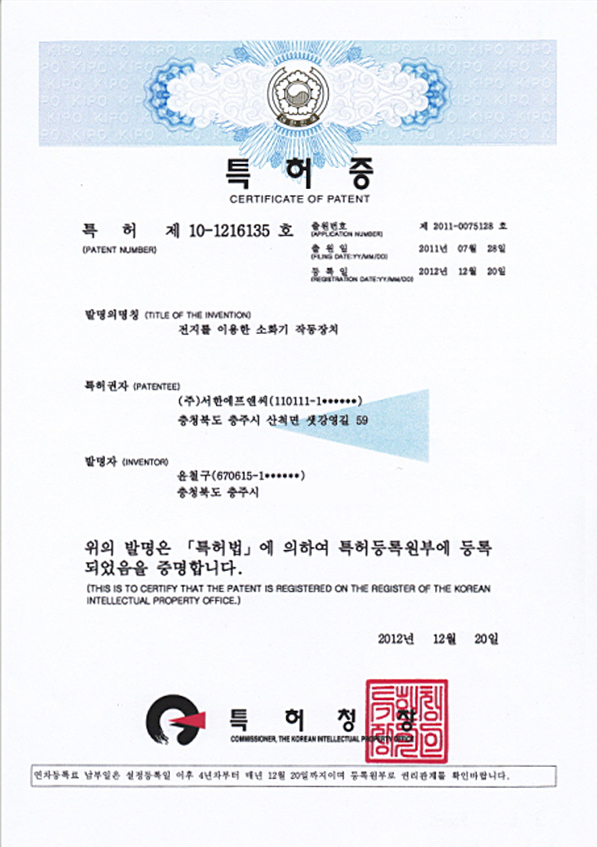 KIPO KIPO KIPO KIPO KIPO KIPO
대한민국
특 허 증
CERTIFICATE OF PATENT
특 허 제 10-1216135 호
(PATENT NUMBER)
출원번호 제 2011-0075128 호
(APPLICATION NUMBER)
출 원 일 2011년 07월 28일
(FILING DATE:YY/MM/DD)
등 록 일 2012년 12월 20일
(REGISTRATION DATE:YY/MM/DD)
발명의명칭 (TITLE OF THE INVENTION)
전지를 이용한 소화기 작동장치
특허권자 (PATENTEE)
(주)서한에프앤씨(110111-1●●●●●●)
충청북도 충주시 산척면 샛강영길 59
발명자 (INVENTOR)
윤철구(670615-1●●●●●●)
충청북도 충주시
위의 발명은 「특허법」에 의하여 특허등록원부에 등록
되었음을 증명합니다.
(THIS IS TO CERTIFY THAT THE PATENT IS REGISTERED ON THE REGISTER OF THE KOREAN
INTELLECTUAL PROPERTY OFFICE.)
2012년 12월 20일
특 허 청 장
COMMISSIONER, THE KOREAN INTELLECTUAL PROPERTY OFFICE
연차등록료 납부일은 설정등록일 이후 4년차부터 매년 12월 20일까지이며 등록원부로 권리관계를 확인바랍니다.